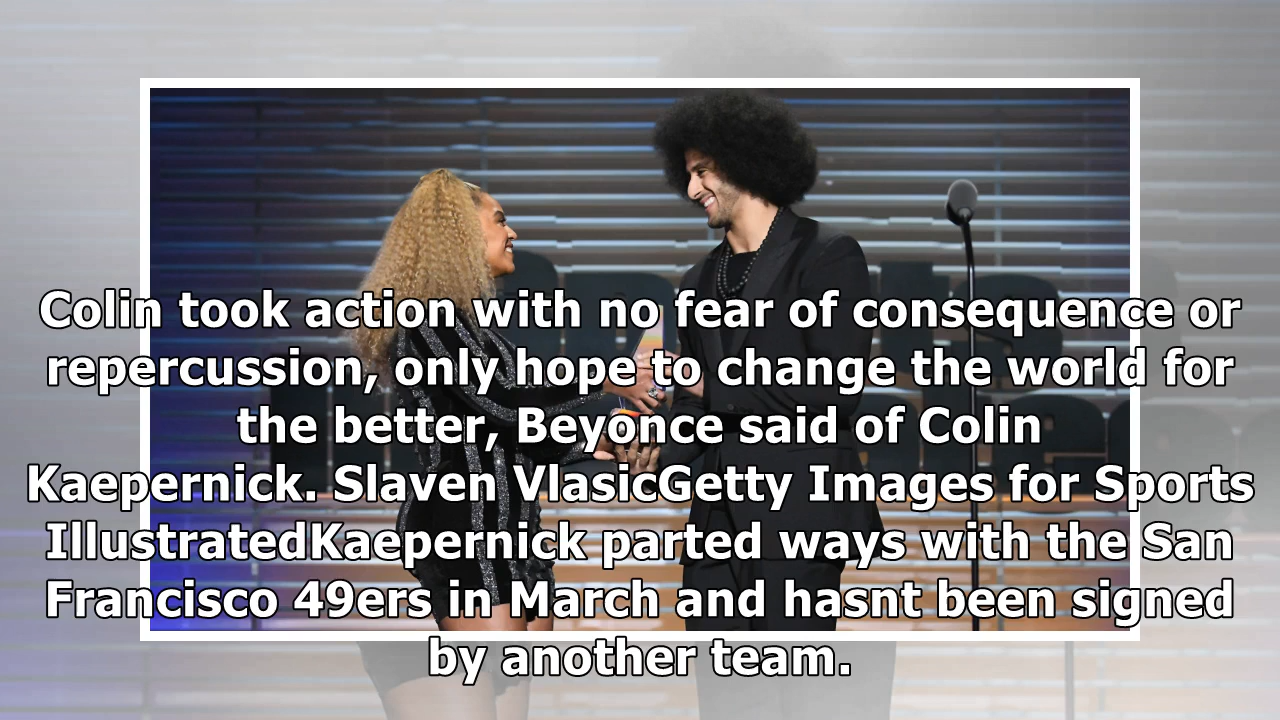 Colin took action with no fear of consequence or
repercussion, only hope to change the world for
the better, Beyonce said of Colin
Kaepernick. Slaven VlasicGetty Images for Sports
IllustratedKaepernick parted ways with the San
Francisco 49ers in March and hasnt been signed
by another team.